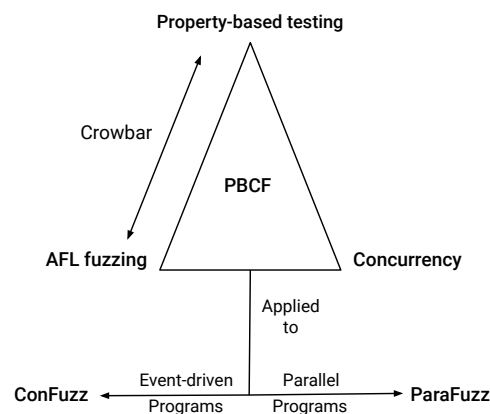 Property-based testing
Crowbar
PBCF
AFL fuzzing
Concurrency
Applied
to
Event-driven
Programs
Parallel
Programs
ConFuzz
ParaFuzz